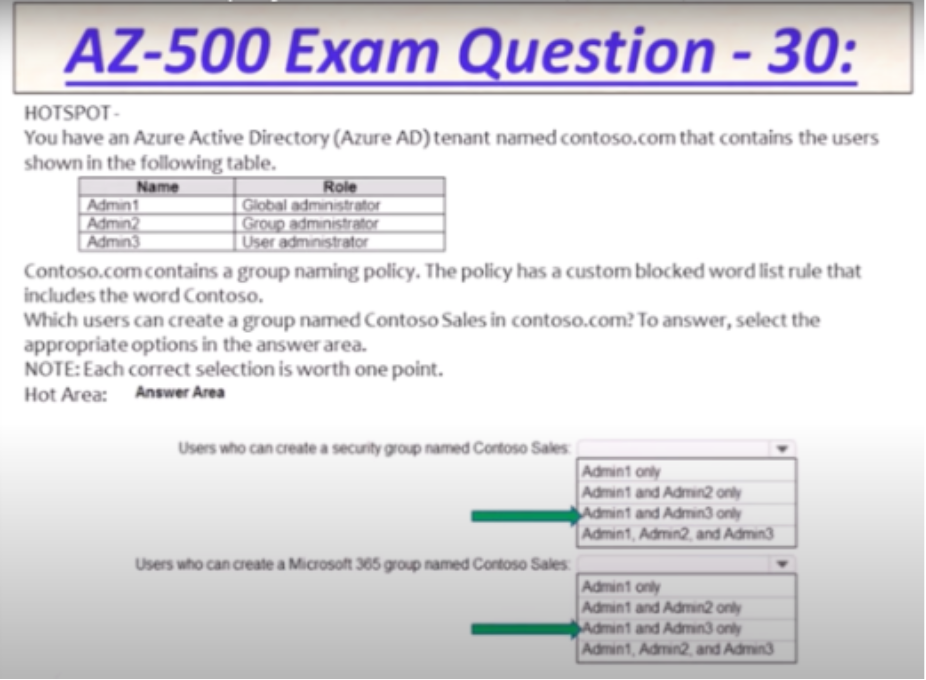 AZ-500 Exam Question - 30:
HOTSPOT -
You have an Azure Active Directory (Azure AD) tenant named contoso.com that contains the users
shown in the following table.
Name Role
Admin1 Global administrator
Admin2 Group administrator
Admin3 User administrator
Contoso.com contains a group naming policy. The policy has a custom blocked word list rule that
includes the word Contoso.
Which users can create a group named Contoso Sales in contoso.com? To answer, select the
appropriate options in the answer area.
NOTE: Each correct selection is worth one point.
Hot Area: Answer Area
Users who can create a security group named Contoso Sales:
Admin1 only
Admin1 and Admin2 only
Admin1 and Admin3 only
Admin1, Admin2, and Admin3
Users who can create a Microsoft 365 group named Contoso Sales:
Admin1 only
Admin1 and Admin2 only
Admin1 and Admin3 only
Admin1, Admin2, and Admin3